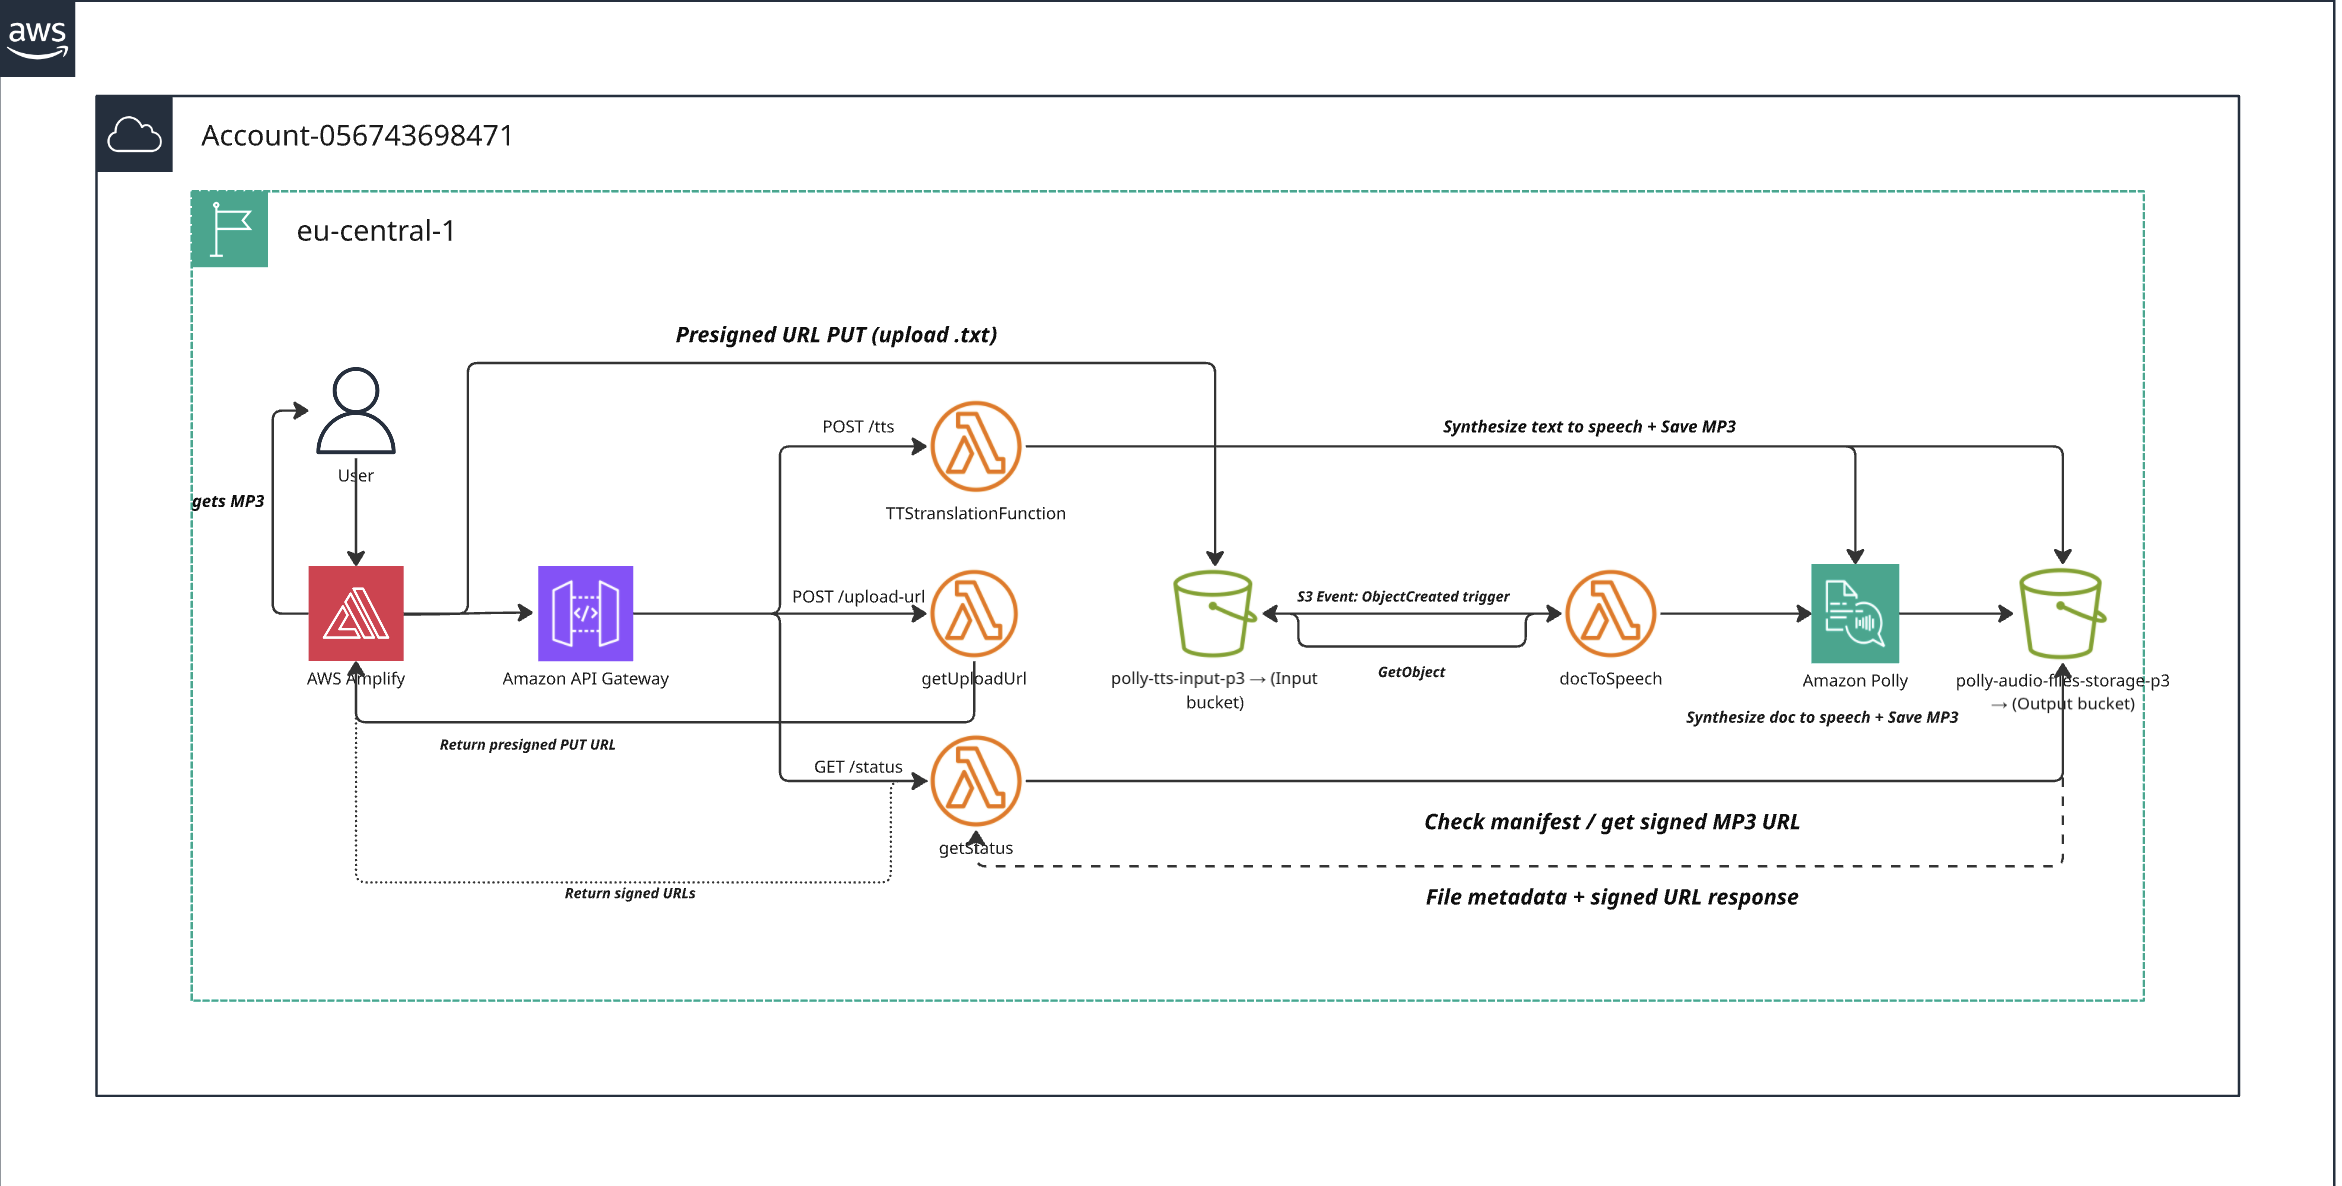 aws
Account-056743698471
eu-central-1
Presigned URL PUT (upload .txt)
POST /tts
Synthesize text to speech + Save MP3
User
gets MP3
TTStranslationFunction
POST /upload-url
S3 Event: ObjectCreated trigger
GetObject
AWS Amplify
Amazon API Gateway
getUploadUrl
polly-tts-input-p3 → (Input
bucket)
docToSpeech
Amazon Polly
polly-audio-files-storage-p3
→ (Output bucket)
Synthesize doc to speech + Save MP3
Return presigned PUT URL
GET /status
Check manifest / get signed MP3 URL
getStatus
Return signed URLs
File metadata + signed URL response